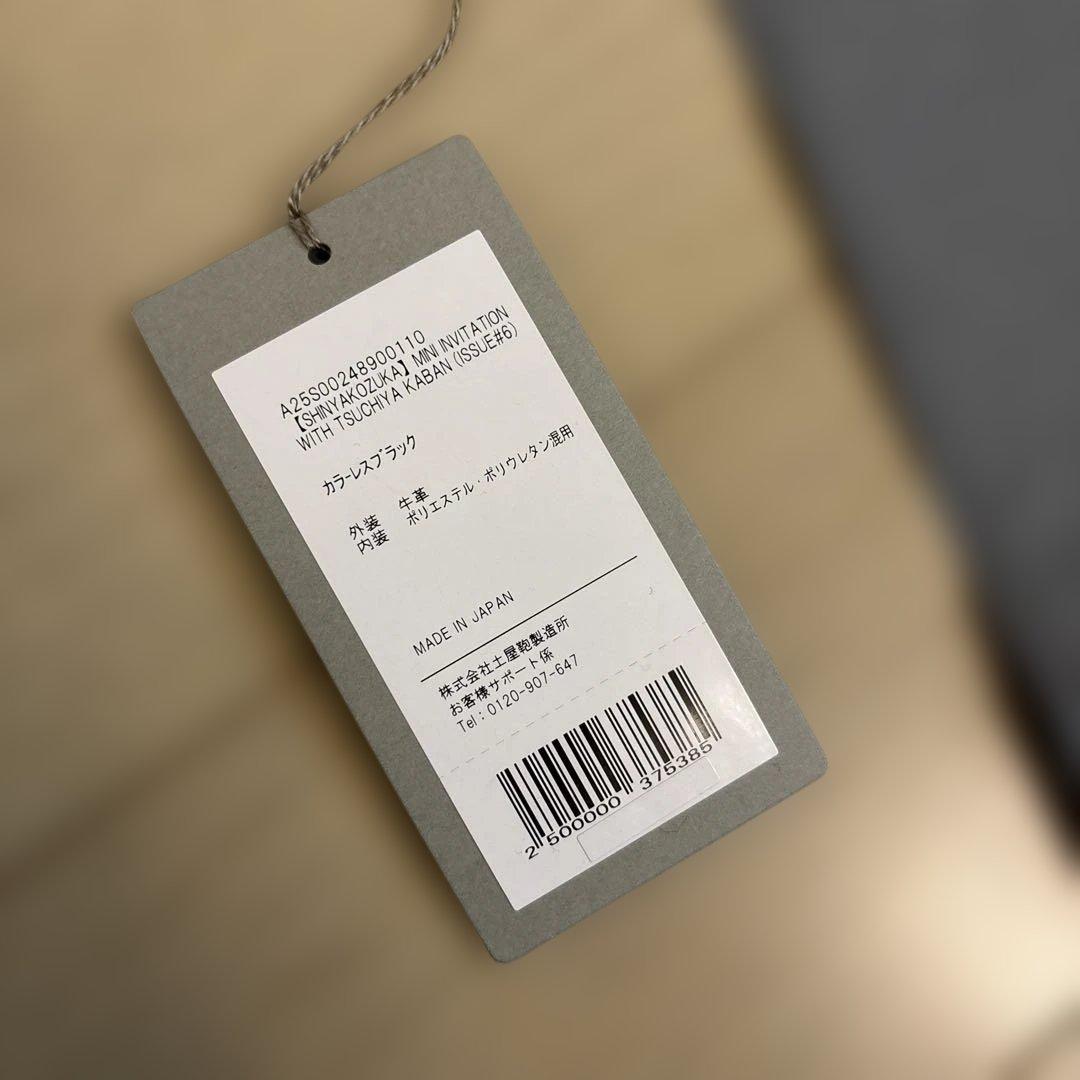 A25S00248900110
【SHINYAKOZUKA】MINI INVITATION
WITH TSUCHIYA KABAN (ISSUE#6)
カラーレスブラック
外装 牛革
内装 ポリエステル・ポリウレタン混用
MADE IN JAPAN
株式会社土屋鞄製造所
お客様サポート係
Tel：0120-907-647
2 500000 375385